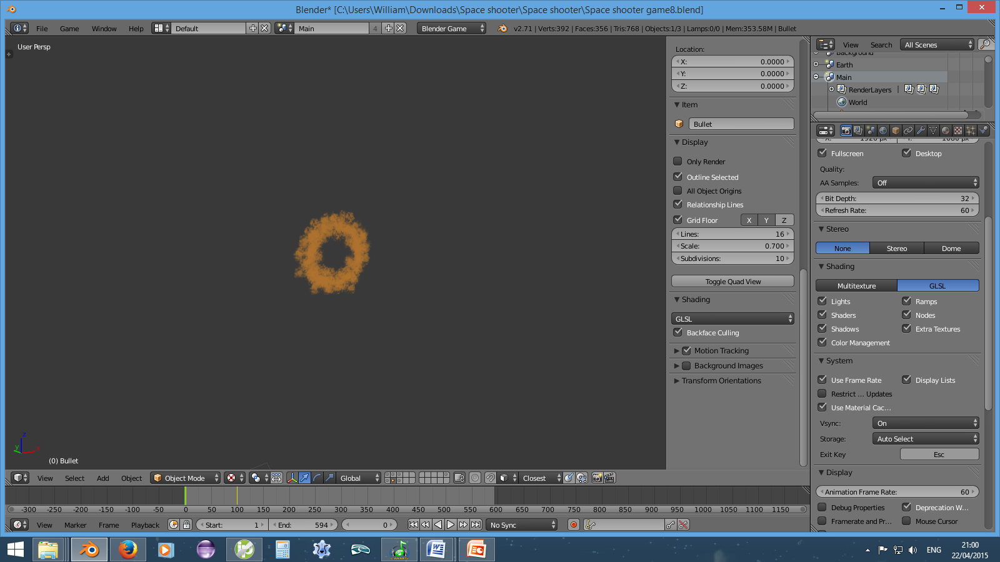 Blender* [C:\Users\William\Downloads\Space shooter\Space shooter\Space shooter game8.blend]
File Game Window Help Default Main 4 Blender Game v2.71 | Verts:392 | Faces:356 | Tris:768 | Objects:1/3 | Lamps:0/0 | Mem:353.58M | Bullet
User Persp
(0) Bullet
z
y
x
Location:
X: 0.0000
Y: 0.0000
Z: 0.0000
Item
Bullet
Display
Only Render
Outline Selected
All Object Origins
Relationship Lines
Grid Floor X Y Z
Lines: 16
Scale: 0.700
Subdivisions: 10
Toggle Quad View
Shading
GLSL
Backface Culling
Motion Tracking
Background Images
Transform Orientations
View Search All Scenes
Background
Earth
Main
RenderLayers
World
X: 1920 px Y: 1080 px
Fullscreen Desktop
Quality:
AA Samples: Off
Bit Depth: 32
Refresh Rate: 60
Stereo
None Stereo Dome
Shading
Multitexture GLSL
Lights Ramps
Shaders Nodes
Shadows Extra Textures
Color Management
System
Use Frame Rate Display Lists
Restrict ... Updates
Use Material Cac...
Vsync: On
Storage: Auto Select
Exit Key Esc
Display
Animation Frame Rate: 60
Debug Properties Deprecation W...
Framerate and Pr... Mouse Cursor
View Select Add Object Object Mode Global Closest
-300 -250 -200 -150 -100 -50 0 50 100 150 200 250 300 350 400 450 500 550 600 650 700 750 800 850 900 950 1000 1050 1100 1150
View Marker Frame Playback Start: 1 End: 594 0 No Sync
ENG
21:00
22/04/2015